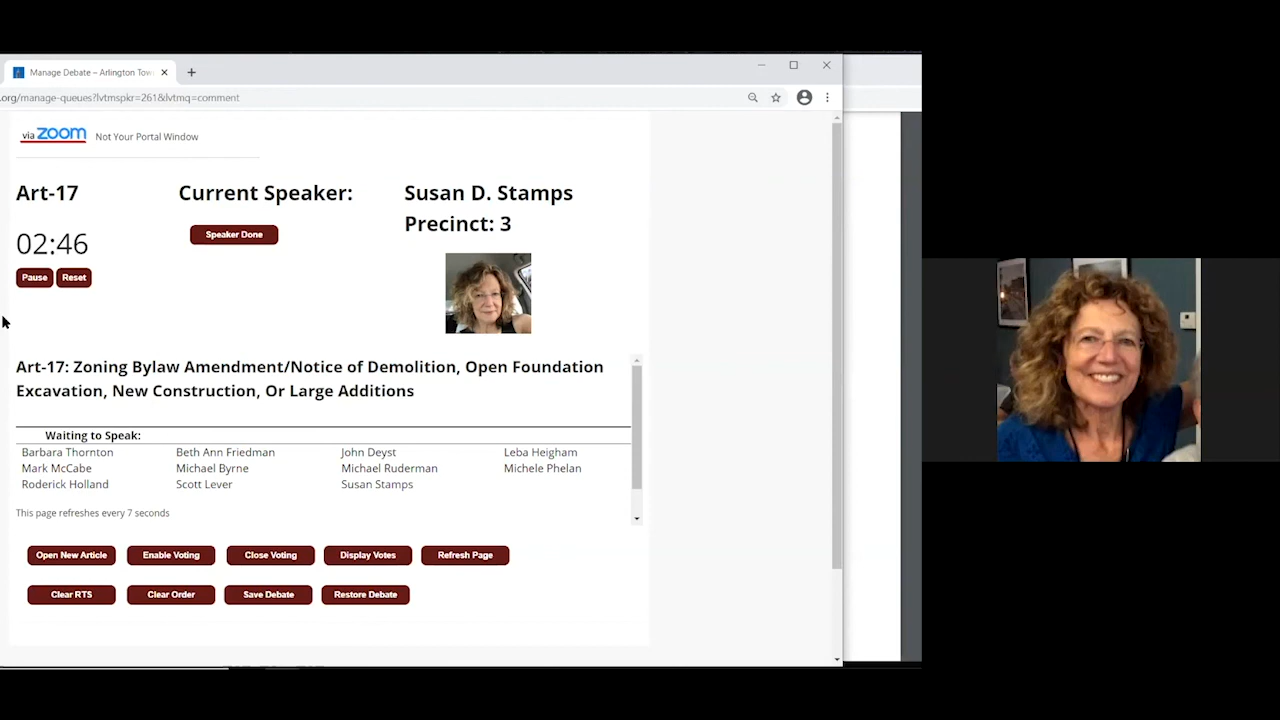 Manage Debate – Arlington Tow
.org/manage-queues?lvtmspkr=261&lvtmq=comment
via zoom Not Your Portal Window
Art-17 Current Speaker: Susan D. Stamps
Speaker Done Precinct: 3
02:46
Pause Reset
Art-17: Zoning Bylaw Amendment/Notice of Demolition, Open Foundation
Excavation, New Construction, Or Large Additions
Waiting to Speak:
Barbara Thornton Beth Ann Friedman John Deyst Leba Heigham
Mark McCabe Michael Byrne Michael Ruderman Michele Phelan
Roderick Holland Scott Lever Susan Stamps
This page refreshes every 7 seconds
Open New Article Enable Voting Close Voting Display Votes Refresh Page
Clear RTS Clear Order Save Debate Restore Debate